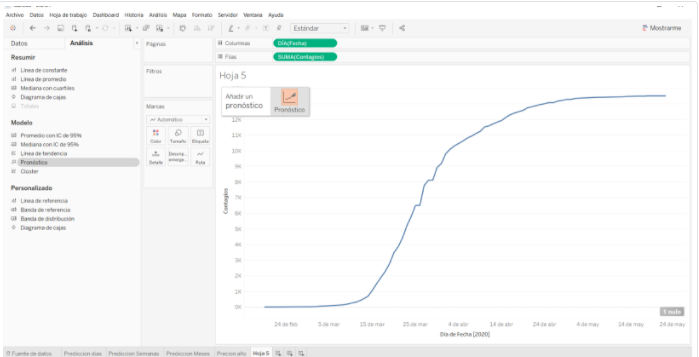 Archivo Datos Hoja de trabajo Dashboard Historia Análisis Mapa Formato Servidor Ventana Ayuda
Estándar
Mostrarme
Datos
Análisis
Páginas
Columnas
DÍA(Fecha)
Filas
SUMA(Contagios)
Resumir
Línea de constante
Línea de promedio
Mediana con cuartiles
Diagrama de cajas
Totales
Modelo
Promedio con IC de 95%
Mediana con IC de 95%
Línea de tendencia
Pronóstico
Clúster
Personalizado
Línea de referencia
Banda de referencia
Banda de distribución
Diagrama de cajas
Filtros
Marcas
Automático
Color
Tamaño
Etiqueta
Detalle
Ruta
Hoja 5
Añadir un
pronóstico
Pronóstico
12K
11K
10K
9K
8K
7K
6K
5K
4K
3K
2K
1K
0K
Contagios
24 de feb
5 de mar
15 de mar
25 de mar
4 de abr
14 de abr
24 de abr
4 de may
14 de may
24 de may
Día de Fecha [2020]
1 nulo
Fuente de datos
Prediccion dias
Prediccion Semanas
Prediccion Meses
Hoja 5